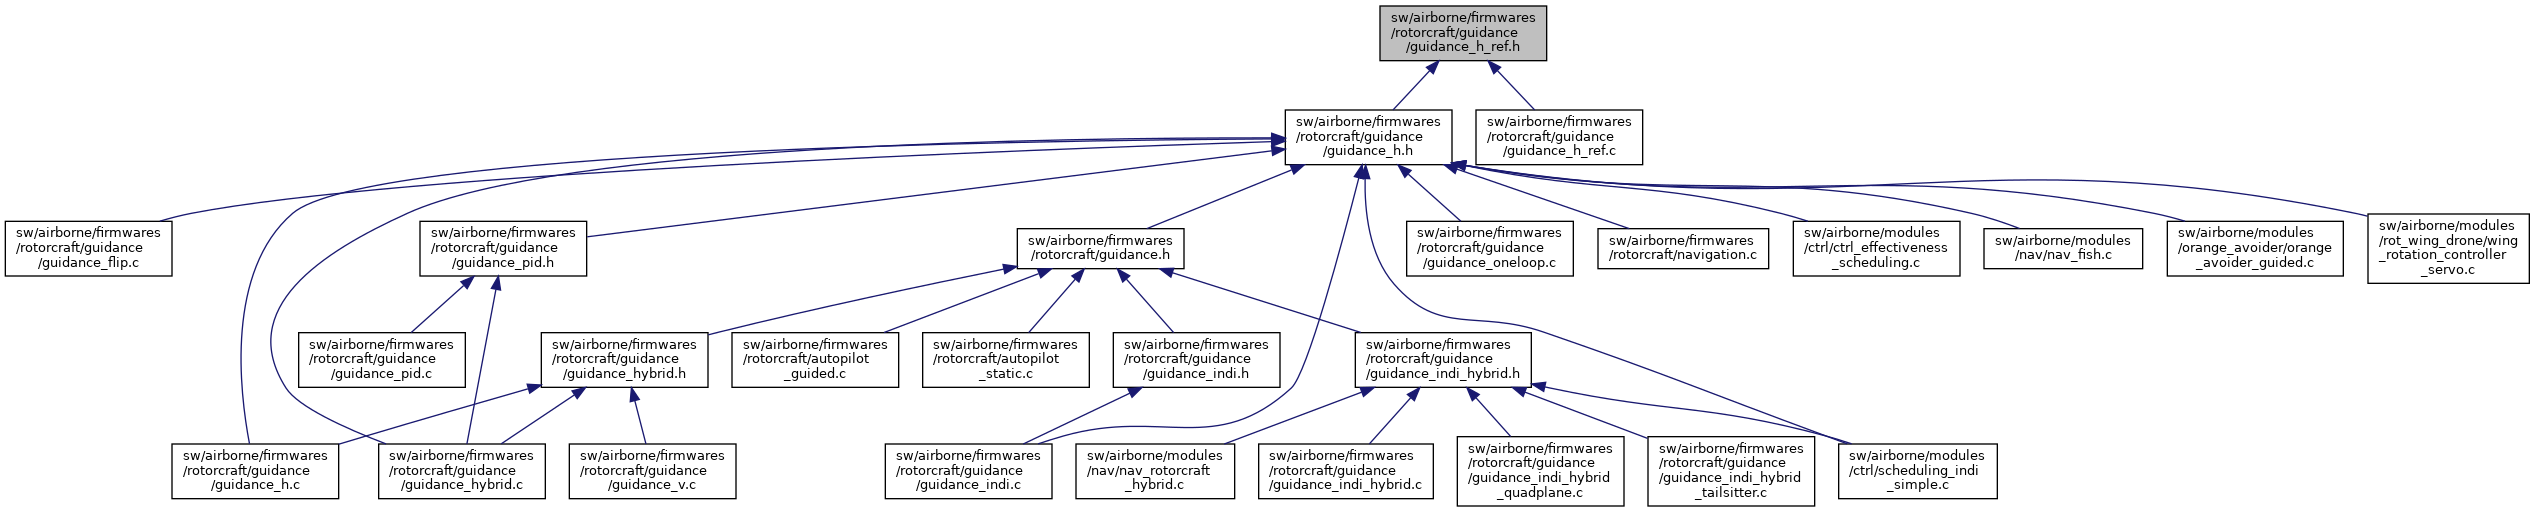 sw/airborne/firmwares
/rotorcraft/guidance
/guidance_h_ref.h
sw/airborne/firmwares
/rotorcraft/guidance
/guidance_h.h
sw/airborne/firmwares
/rotorcraft/guidance
/guidance_h_ref.c
sw/airborne/firmwares
/rotorcraft/guidance
/guidance_flip.c
sw/airborne/firmwares
/rotorcraft/guidance
/guidance_pid.h
sw/airborne/firmwares
/rotorcraft/guidance.h
sw/airborne/firmwares
/rotorcraft/guidance
/guidance_oneloop.c
sw/airborne/firmwares
/rotorcraft/navigation.c
sw/airborne/modules
/ctrl/ctrl_effectiveness
_scheduling.c
sw/airborne/modules
/nav/nav_fish.c
sw/airborne/modules
/orange_avoider/orange
_avoider_guided.c
sw/airborne/modules
/rot_wing_drone/wing
_rotation_controller
_servo.c
sw/airborne/firmwares
/rotorcraft/guidance
/guidance_pid.c
sw/airborne/firmwares
/rotorcraft/guidance
/guidance_hybrid.h
sw/airborne/firmwares
/rotorcraft/autopilot
_guided.c
sw/airborne/firmwares
/rotorcraft/autopilot
_static.c
sw/airborne/firmwares
/rotorcraft/guidance
/guidance_indi.h
sw/airborne/firmwares
/rotorcraft/guidance
/guidance_indi_hybrid.h
sw/airborne/firmwares
/rotorcraft/guidance
/guidance_h.c
sw/airborne/firmwares
/rotorcraft/guidance
/guidance_hybrid.c
sw/airborne/firmwares
/rotorcraft/guidance
/guidance_v.c
sw/airborne/firmwares
/rotorcraft/guidance
/guidance_indi.c
sw/airborne/modules
/nav/nav_rotorcraft
_hybrid.c
sw/airborne/firmwares
/rotorcraft/guidance
/guidance_indi_hybrid.c
sw/airborne/firmwares
/rotorcraft/guidance
/guidance_indi_hybrid
_quadplane.c
sw/airborne/firmwares
/rotorcraft/guidance
/guidance_indi_hybrid
_tailsitter.c
sw/airborne/modules
/ctrl/scheduling_indi
_simple.c